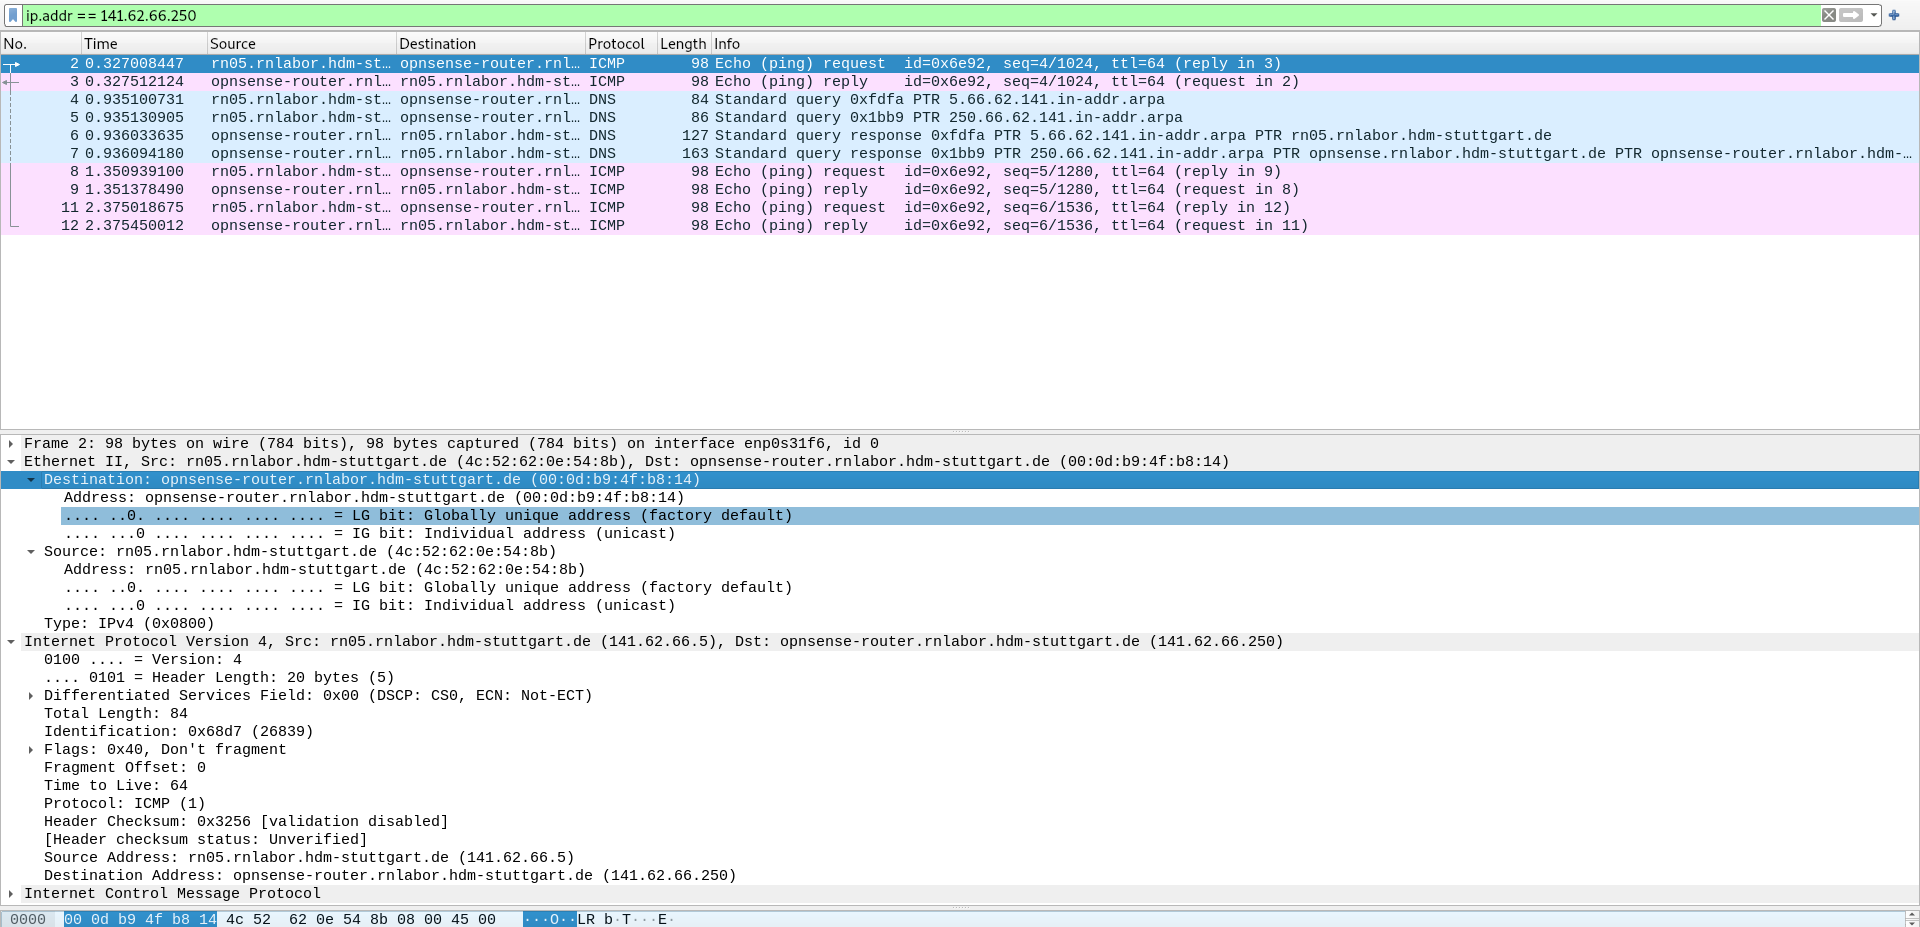 ip.addr == 141.62.66.250
No. Time Source Destination Protocol Length Info
2 0.327008447 rn05.rnlabor.hdm-st… opnsense-router.rnl… ICMP 98 Echo (ping) request id=0x6e92, seq=4/1024, ttl=64 (reply in 3)
3 0.327512124 opnsense-router.rnl… rn05.rnlabor.hdm-st… ICMP 98 Echo (ping) reply id=0x6e92, seq=4/1024, ttl=64 (request in 2)
4 0.935100731 rn05.rnlabor.hdm-st… opnsense-router.rnl… DNS 84 Standard query 0xfdfa PTR 5.66.62.141.in-addr.arpa
5 0.935130905 rn05.rnlabor.hdm-st… opnsense-router.rnl… DNS 86 Standard query 0x1bb9 PTR 250.66.62.141.in-addr.arpa
6 0.936033635 opnsense-router.rnl… rn05.rnlabor.hdm-st… DNS 127 Standard query response 0xfdfa PTR 5.66.62.141.in-addr.arpa PTR rn05.rnlabor.hdm-stuttgart.de
7 0.936094180 opnsense-router.rnl… rn05.rnlabor.hdm-st… DNS 163 Standard query response 0x1bb9 PTR 250.66.62.141.in-addr.arpa PTR opnsense.rnlabor.hdm-stuttgart.de PTR opnsense-router.rnlabor.hdm-…
8 1.350939100 rn05.rnlabor.hdm-st… opnsense-router.rnl… ICMP 98 Echo (ping) request id=0x6e92, seq=5/1280, ttl=64 (reply in 9)
9 1.351378490 opnsense-router.rnl… rn05.rnlabor.hdm-st… ICMP 98 Echo (ping) reply id=0x6e92, seq=5/1280, ttl=64 (request in 8)
11 2.375018675 rn05.rnlabor.hdm-st… opnsense-router.rnl… ICMP 98 Echo (ping) request id=0x6e92, seq=6/1536, ttl=64 (reply in 12)
12 2.375450012 opnsense-router.rnl… rn05.rnlabor.hdm-st… ICMP 98 Echo (ping) reply id=0x6e92, seq=6/1536, ttl=64 (request in 11)
Frame 2: 98 bytes on wire (784 bits), 98 bytes captured (784 bits) on interface enp0s31f6, id 0
Ethernet II, Src: rn05.rnlabor.hdm-stuttgart.de (4c:52:62:0e:54:8b), Dst: opnsense-router.rnlabor.hdm-stuttgart.de (00:0d:b9:4f:b8:14)
Destination: opnsense-router.rnlabor.hdm-stuttgart.de (00:0d:b9:4f:b8:14)
Address: opnsense-router.rnlabor.hdm-stuttgart.de (00:0d:b9:4f:b8:14)
.... ..0. .... .... .... .... = LG bit: Globally unique address (factory default)
.... ...0 .... .... .... .... = IG bit: Individual address (unicast)
Source: rn05.rnlabor.hdm-stuttgart.de (4c:52:62:0e:54:8b)
Address: rn05.rnlabor.hdm-stuttgart.de (4c:52:62:0e:54:8b)
.... ..0. .... .... .... .... = LG bit: Globally unique address (factory default)
.... ...0 .... .... .... .... = IG bit: Individual address (unicast)
Type: IPv4 (0x0800)
Internet Protocol Version 4, Src: rn05.rnlabor.hdm-stuttgart.de (141.62.66.5), Dst: opnsense-router.rnlabor.hdm-stuttgart.de (141.62.66.250)
0100 .... = Version: 4
.... 0101 = Header Length: 20 bytes (5)
Differentiated Services Field: 0x00 (DSCP: CS0, ECN: Not-ECT)
Total Length: 84
Identification: 0x68d7 (26839)
Flags: 0x40, Don't fragment
Fragment Offset: 0
Time to Live: 64
Protocol: ICMP (1)
Header Checksum: 0x3256 [validation disabled]
[Header checksum status: Unverified]
Source Address: rn05.rnlabor.hdm-stuttgart.de (141.62.66.5)
Destination Address: opnsense-router.rnlabor.hdm-stuttgart.de (141.62.66.250)
Internet Control Message Protocol
0000 00 0d b9 4f b8 14 4c 52 62 0e 54 8b 08 00 45 00 ···O··LR b·T···E·